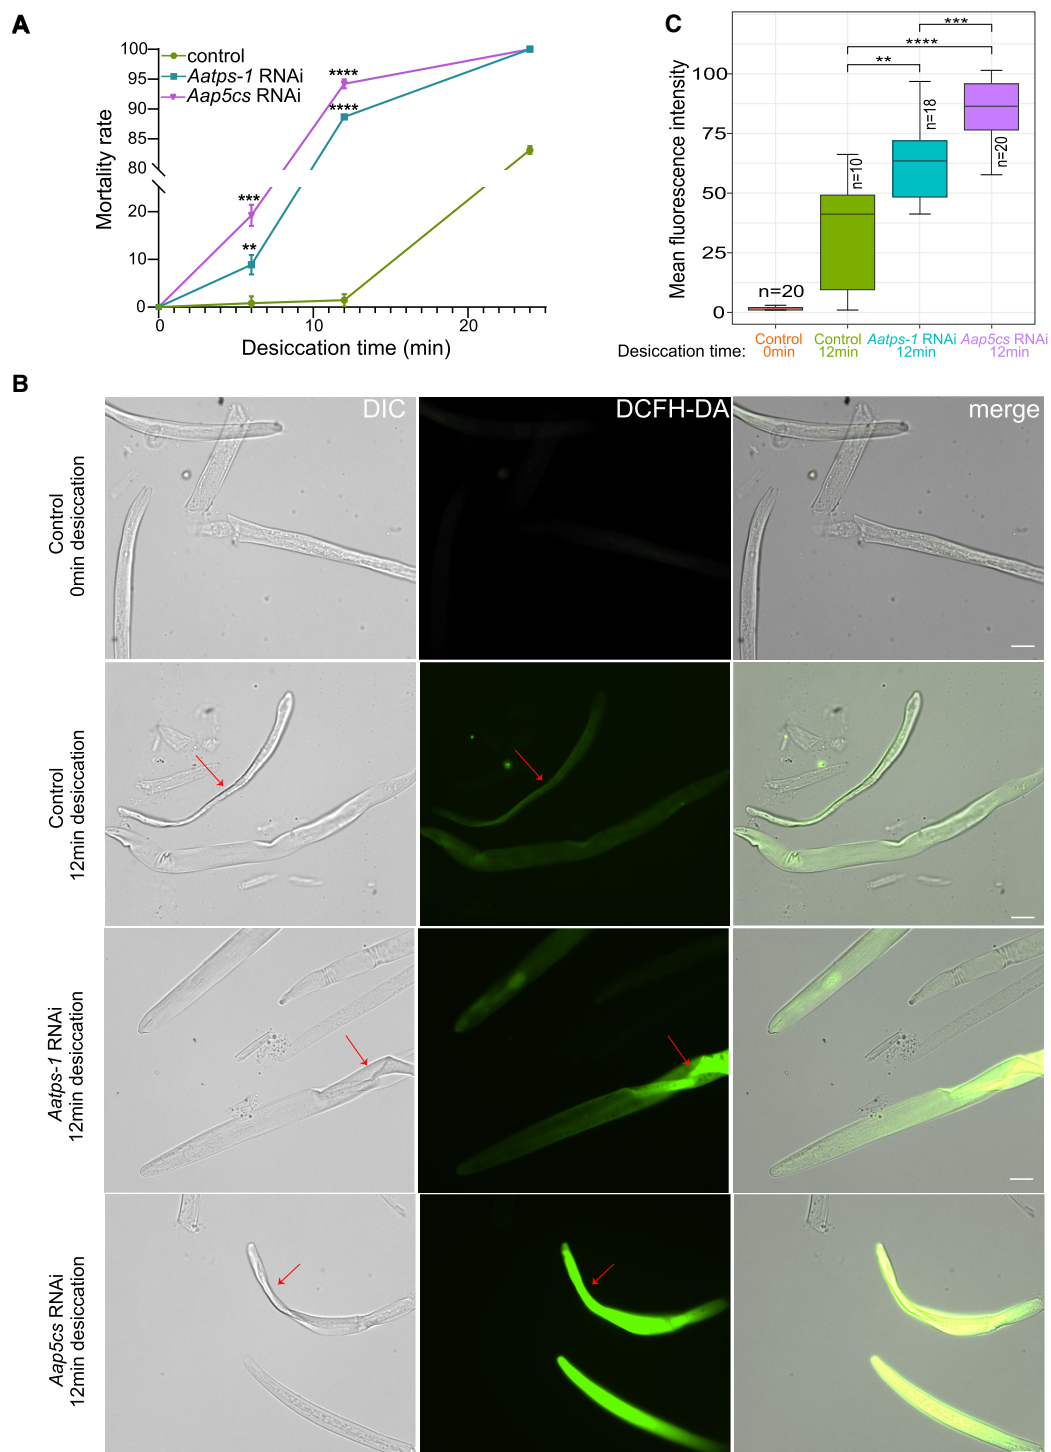 A
control
Aatps-1 RNAi
Aap5cs RNAi
Mortality rate
100
95
90
85
80
20
10
0
****
****
***
**
0
10
20
Desiccation time (min)
C
***
****
**
Mean fluorescence intensity
100
75
50
25
0
n=20
n=10
n=18
n=20
Desiccation time:
Control
0min
Control
12min
Aatps-1 RNAi
12min
Aap5cs RNAi
12min
B
DIC
DCFH-DA
merge
Control
0min desiccation
Control
12min desiccation
Aatps-1 RNAi
12min desiccation
Aap5cs RNAi
12min desiccation